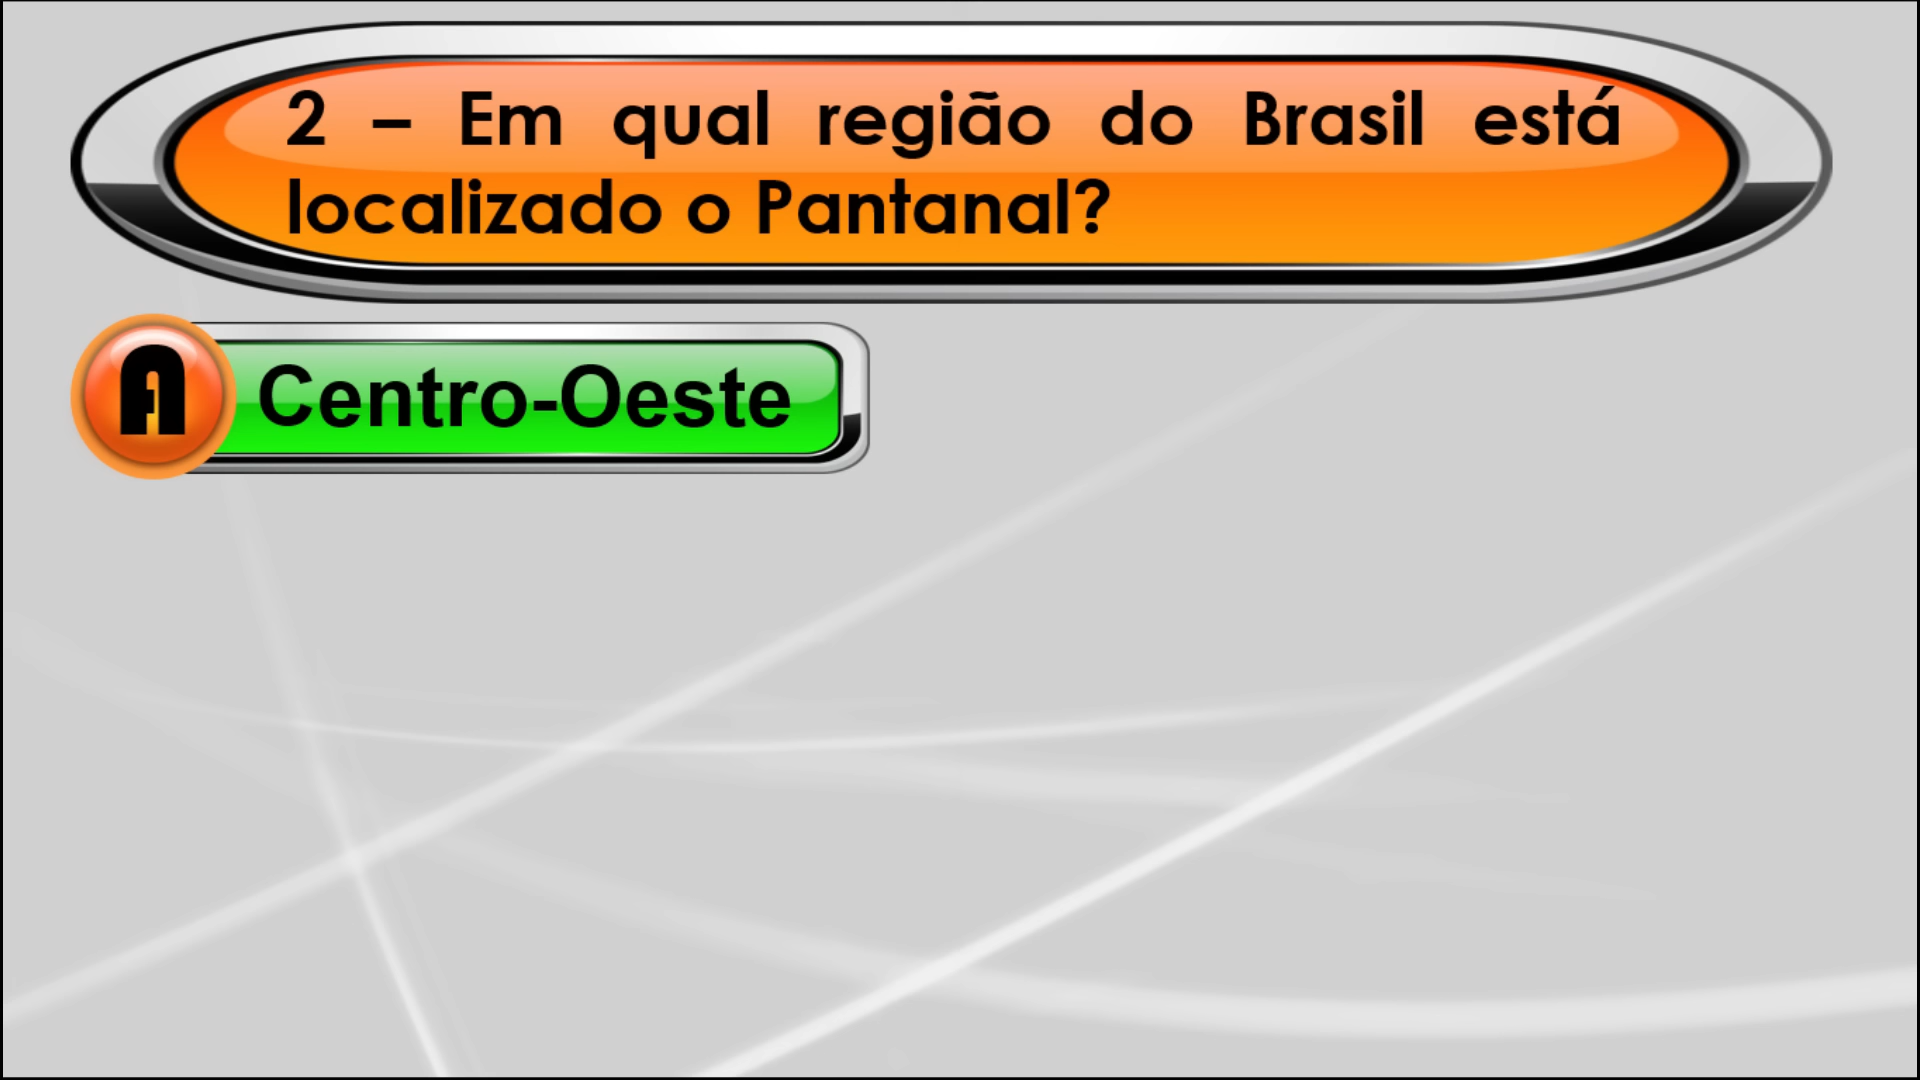 2 – Em qual região do Brasil está
localizado o Pantanal?
A Centro-Oeste